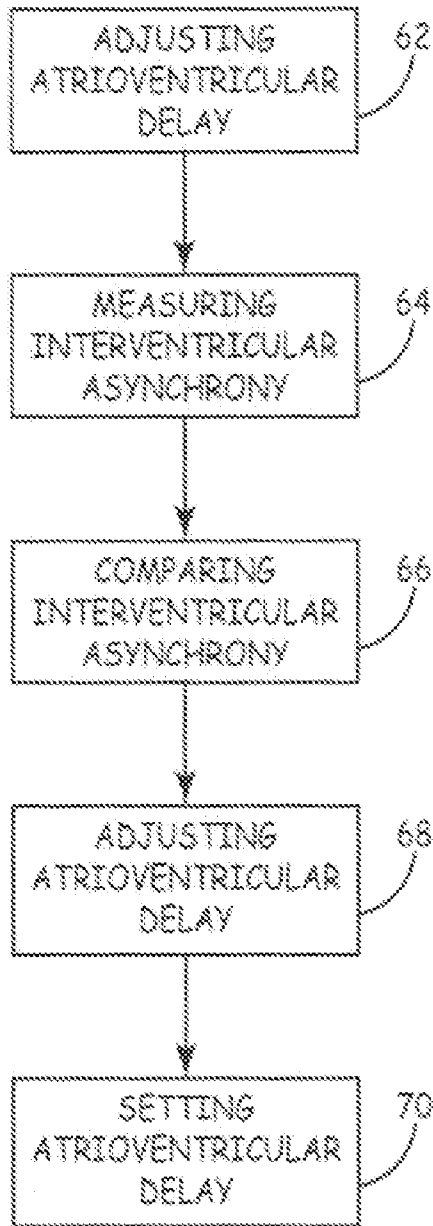 ADJUSTING
ATRIOVENTRICULAR
DELAY
62
MEASURING
INTERVENTRICULAR
ASYNCHRONY
64
COMPARING
INTERVENTRICULAR
ASYNCHRONY
66
ADJUSTING
ATRIOVENTRICULAR
DELAY
68
SETTING
ATRIOVENTRICULAR
DELAY
70